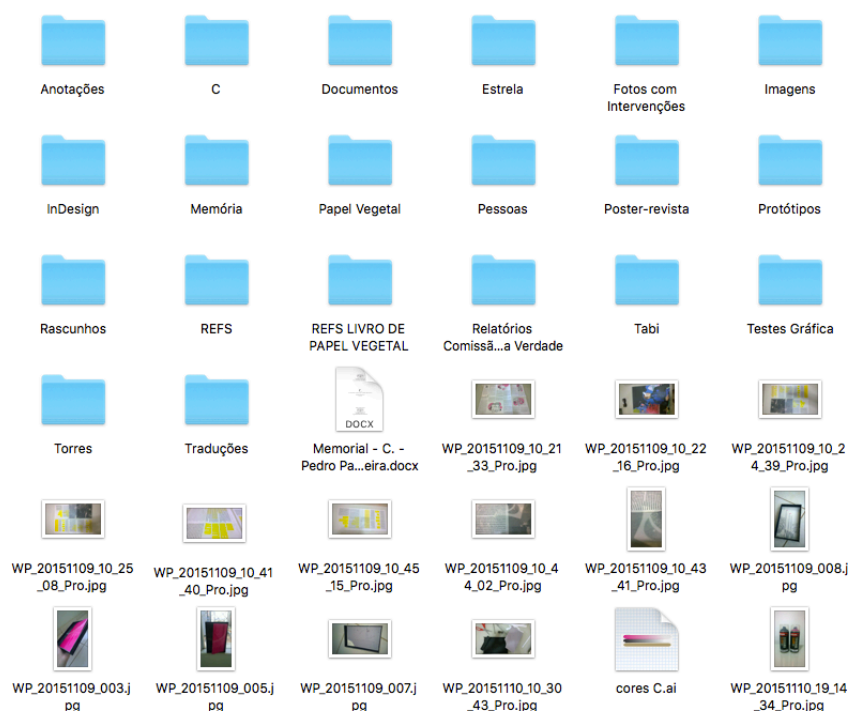 Anotações
C
Documentos
Estrela
Fotos com
Intervenções
Imagens
InDesign
Memória
Papel Vegetal
Pessoas
Poster-revista
Protótipos
Rascunhos
REFS
REFS LIVRO DE
PAPEL VEGETAL
Relatórios
Comissã...a Verdade
Tabi
Testes Gráfica
Torres
Traduções
DOCX
Memorial - C. -
Pedro Pa...eira.docx
WP_20151109_10_21
_33_Pro.jpg
WP_20151109_10_22
_16_Pro.jpg
WP_20151109_10_2
4_39_Pro.jpg
WP_20151109_10_25
_08_Pro.jpg
WP_20151109_10_41
_40_Pro.jpg
WP_20151109_10_45
_15_Pro.jpg
WP_20151109_10_4
4_02_Pro.jpg
WP_20151109_10_43
_41_Pro.jpg
WP_20151109_008.j
pg
WP_20151109_003.j
pg
WP_20151109_005.j
pg
WP_20151109_007.j
pg
WP_20151110_10_30
_43_Pro.jpg
cores C.ai
WP_20151110_19_14
_34_Pro.jpg